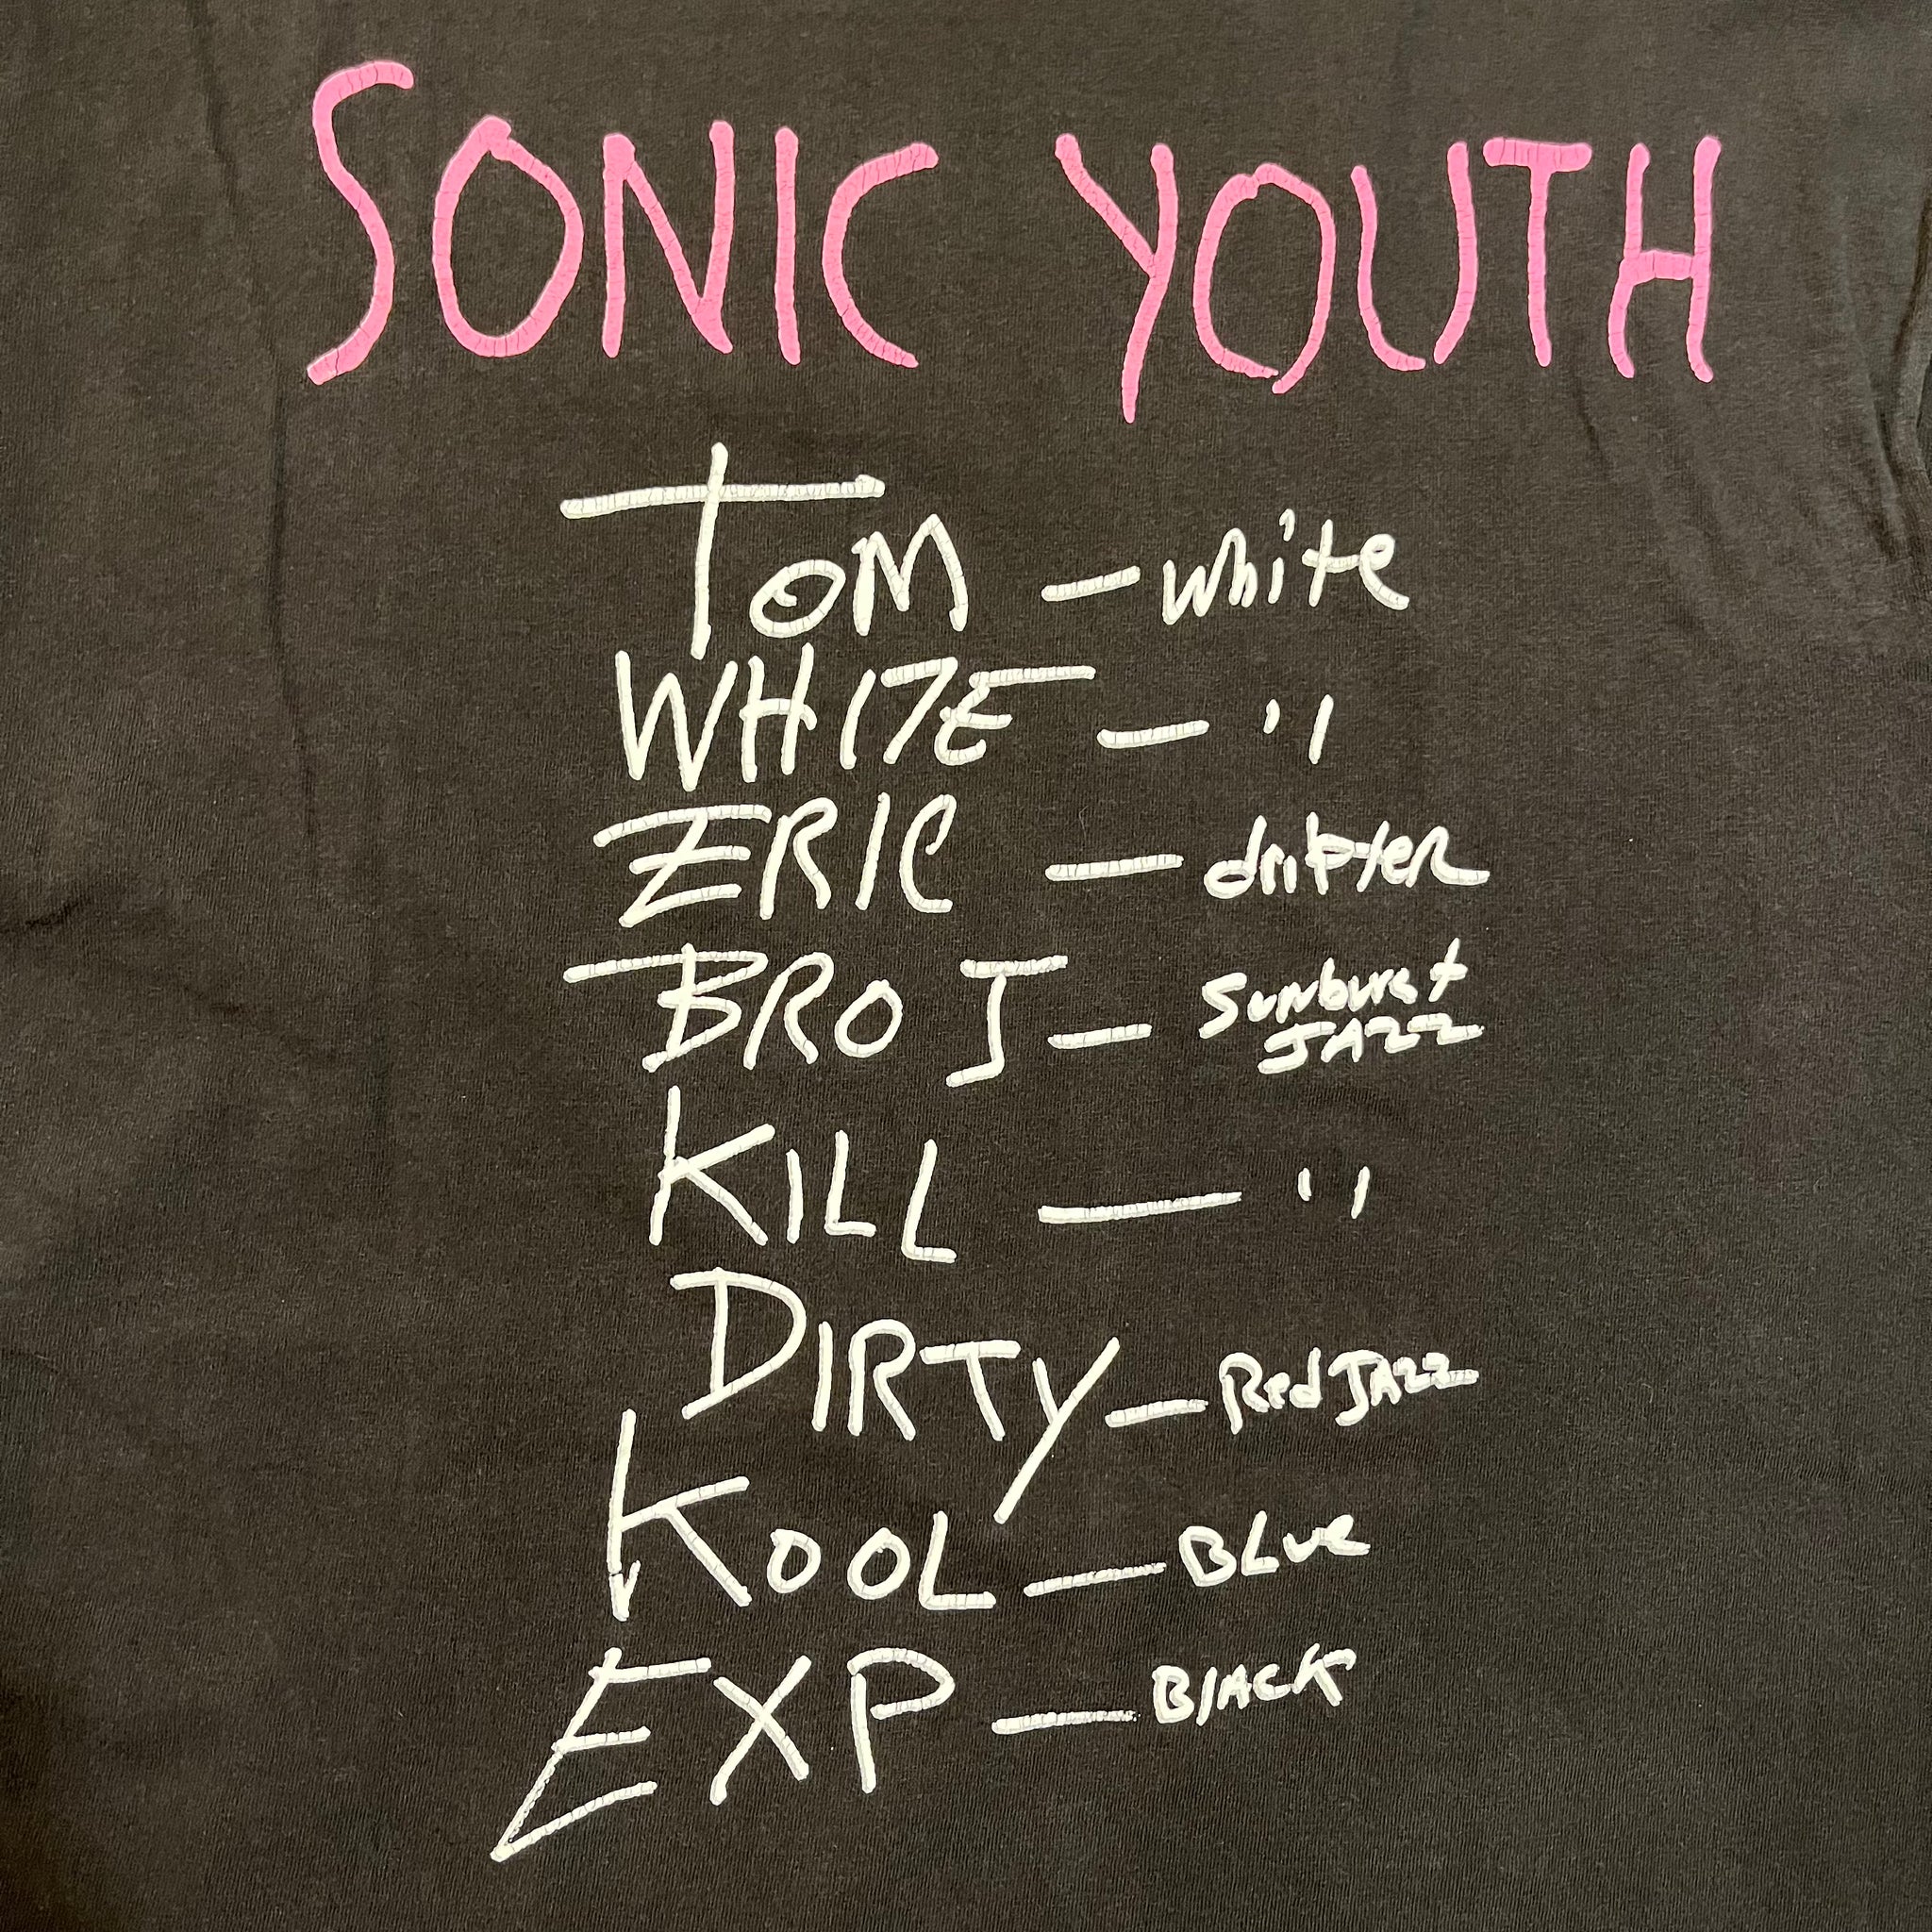 SONIC YOUTH
TOM — white
WHITE — "
ERIC — drifter
BRO J — Sunburst
JAZZ
KILL — "
DIRTY — Red JAZZ
KOOL — BLue
EXP — BlACK